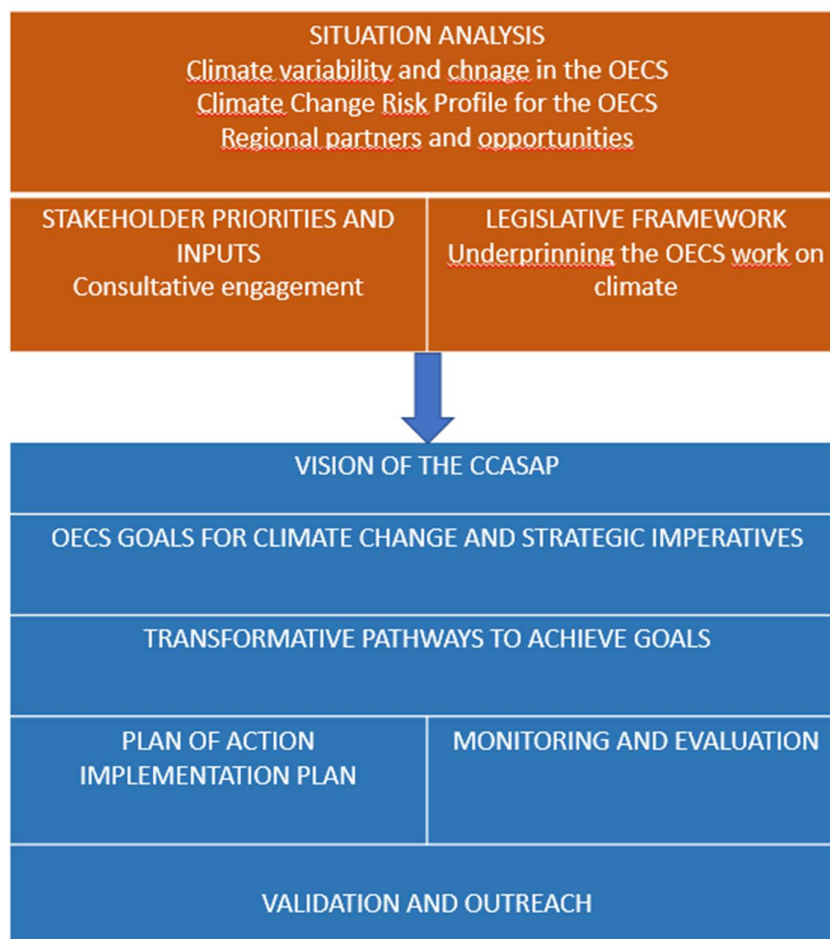 SITUATION ANALYSIS
Climate variability and chnage in the OECS
Climate Change Risk Profile for the OECS
Regional partners and opportunities
STAKEHOLDER PRIORITIES AND
INPUTS
Consultative engagement
LEGISLATIVE FRAMEWORK
Underprinning the OECS work on
climate
VISION OF THE CCASAP
OECS GOALS FOR CLIMATE CHANGE AND STRATEGIC IMPERATIVES
TRANSFORMATIVE PATHWAYS TO ACHIEVE GOALS
PLAN OF ACTION
IMPLEMENTATION PLAN
MONITORING AND EVALUATION
VALIDATION AND OUTREACH